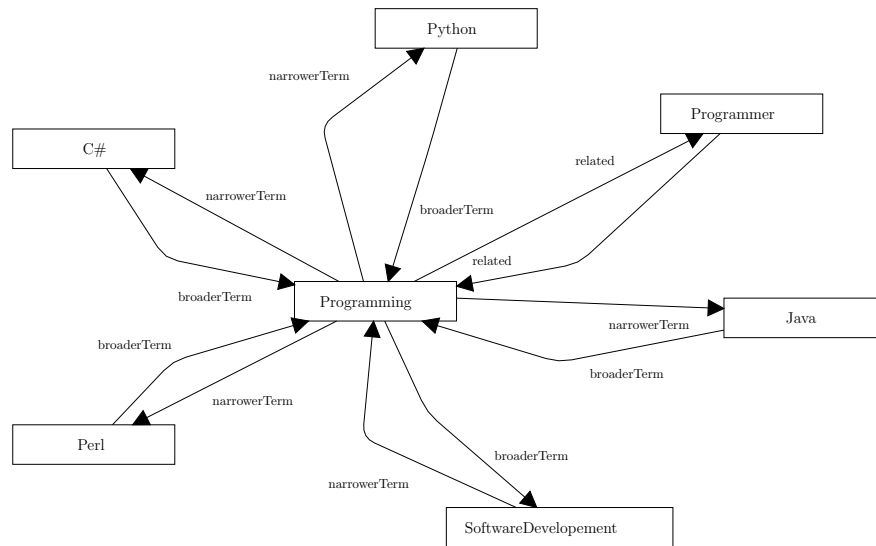 Python
narrowerTerm
Programmer
C#
related
narrowerTerm
broaderTerm
related
broaderTerm
Programming
Java
narrowerTerm
broaderTerm
broaderTerm
narrowerTerm
Perl
broaderTerm
narrowerTerm
SoftwareDevelopement